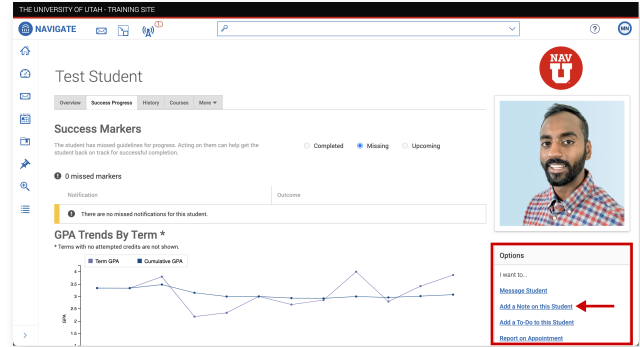 THE UNIVERSITY OF UTAH - TRAINING SITE
NAVIGATE
1
?
MN
NAV
U
Test Student
Overview
Success Progress
History
Courses
More
Success Markers
The student has missed guidelines for progress. Acting on them can help get the
student back on track for successful completion.
Completed
Missing
Upcoming
0 missed markers
Notification
Outcome
There are no missed notifications for this student.
GPA Trends By Term *
* Terms with no attempted credits are not shown.
Term GPA
Cumulative GPA
4
3.5
3
2.5
2
1.5
GPA
Options
I want to...
Message Student
Add a Note on this Student
Add a To-Do to this Student
Report on Appointment